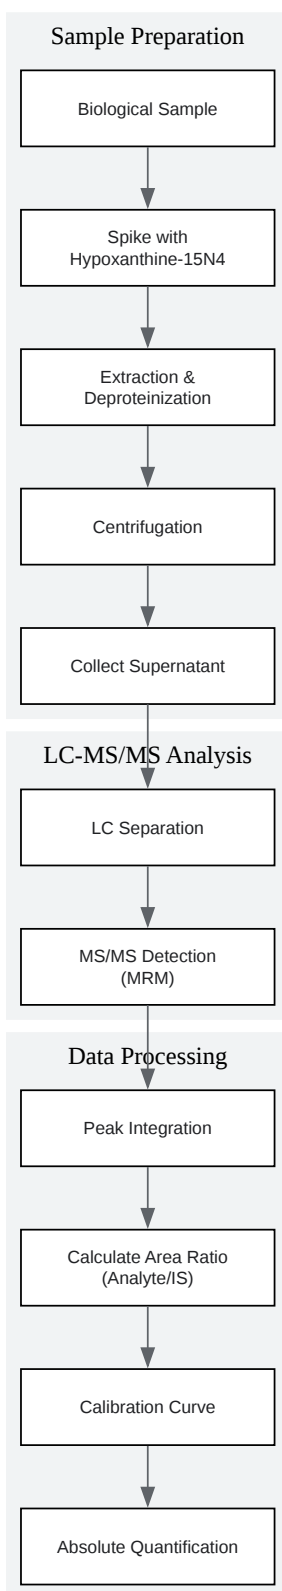 Sample Preparation
Biological Sample
Spike with
Hypoxanthine-15N4
Extraction &
Deproteinization
Centrifugation
Collect Supernatant
LC-MS/MS Analysis
LC Separation
MS/MS Detection
(MRM)
Data Processing
Peak Integration
Calculate Area Ratio
(Analyte/IS)
Calibration Curve
Absolute Quantification